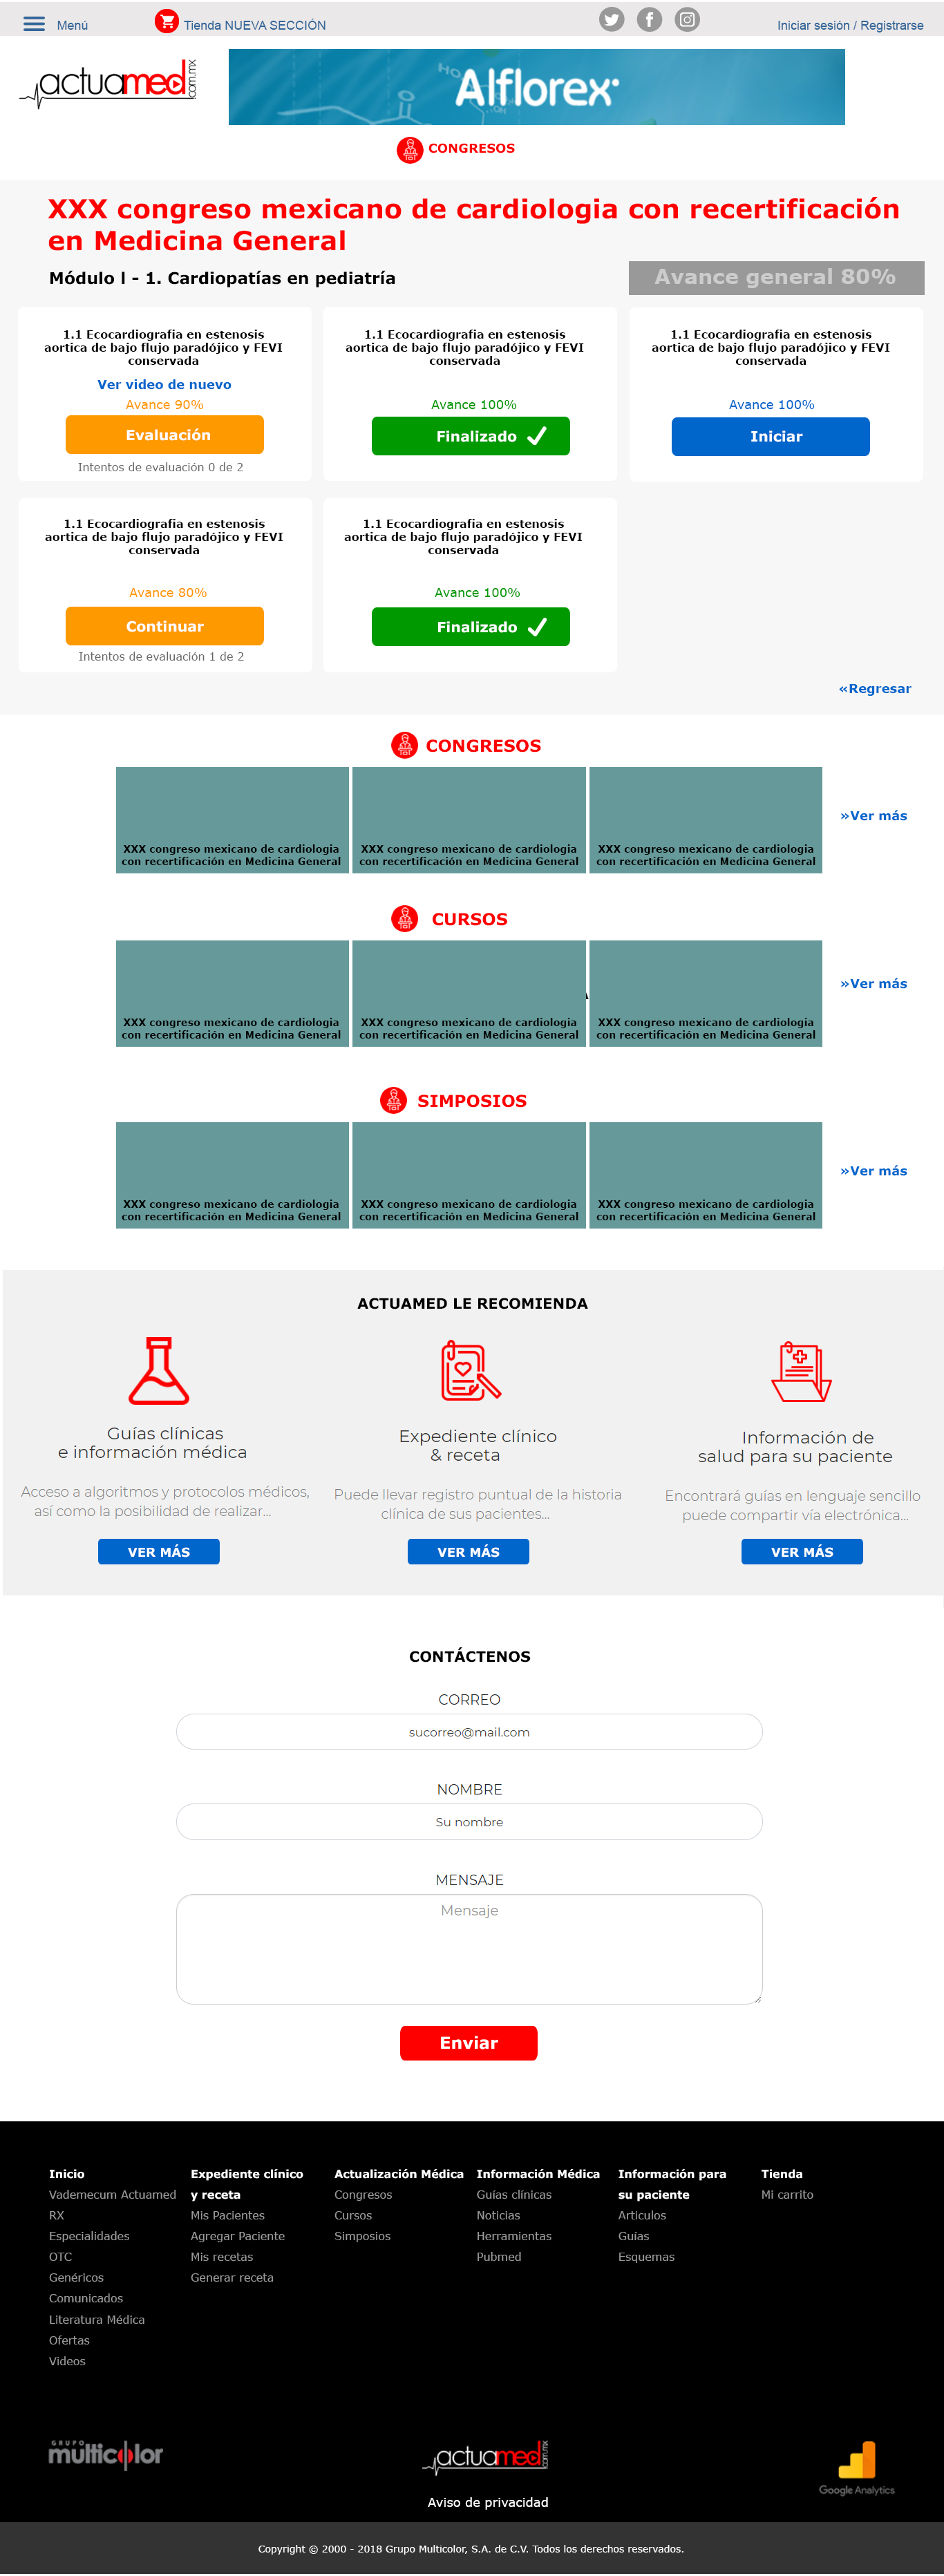 Menú
Tienda NUEVA SECCIÓN
Iniciar sesión / Registrarse
actuamed.com.mx
Alflorex
CONGRESOS
XXX congreso mexicano de cardiologia con recertificación
en Medicina General
Módulo l - 1. Cardiopatías en pediatría
Avance general 80%
1.1 Ecocardiografia en estenosis
aortica de bajo flujo paradójico y FEVI
conservada
Ver video de nuevo
Avance 90%
Evaluación
Intentos de evaluación 0 de 2
1.1 Ecocardiografia en estenosis
aortica de bajo flujo paradójico y FEVI
conservada
Avance 100%
Finalizado
1.1 Ecocardiografia en estenosis
aortica de bajo flujo paradójico y FEVI
conservada
Avance 100%
Iniciar
1.1 Ecocardiografia en estenosis
aortica de bajo flujo paradójico y FEVI
conservada
Avance 80%
Continuar
Intentos de evaluación 1 de 2
1.1 Ecocardiografia en estenosis
aortica de bajo flujo paradójico y FEVI
conservada
Avance 100%
Finalizado
«Regresar
CONGRESOS
XXX congreso mexicano de cardiologia
con recertificación en Medicina General
XXX congreso mexicano de cardiologia
con recertificación en Medicina General
XXX congreso mexicano de cardiologia
con recertificación en Medicina General
»Ver más
CURSOS
XXX congreso mexicano de cardiologia
con recertificación en Medicina General
XXX congreso mexicano de cardiologia
con recertificación en Medicina General
XXX congreso mexicano de cardiologia
con recertificación en Medicina General
»Ver más
SIMPOSIOS
XXX congreso mexicano de cardiologia
con recertificación en Medicina General
XXX congreso mexicano de cardiologia
con recertificación en Medicina General
XXX congreso mexicano de cardiologia
con recertificación en Medicina General
»Ver más
ACTUAMED LE RECOMIENDA
Guías clínicas
e información médica
Acceso a algoritmos y protocolos médicos,
así como la posibilidad de realizar...
VER MÁS
Expediente clínico
& receta
Puede llevar registro puntual de la historia
clínica de sus pacientes...
VER MÁS
Información de
salud para su paciente
Encontrará guías en lenguaje sencillo
puede compartir vía electrónica...
VER MÁS
CONTÁCTENOS
CORREO
sucorreo@mail.com
NOMBRE
Su nombre
MENSAJE
Mensaje
Enviar
Inicio
Vademecum Actuamed
RX
Especialidades
OTC
Genéricos
Comunicados
Literatura Médica
Ofertas
Videos
Expediente clínico
y receta
Mis Pacientes
Agregar Paciente
Mis recetas
Generar receta
Actualización Médica
Congresos
Cursos
Simposios
Información Médica
Guías clínicas
Noticias
Herramientas
Pubmed
Información para
su paciente
Articulos
Guías
Esquemas
Tienda
Mi carrito
GRUPO
multicolor
actuamed.com.mx
Google Analytics
Aviso de privacidad
Copyright © 2000 - 2018 Grupo Multicolor, S.A. de C.V. Todos los derechos reservados.